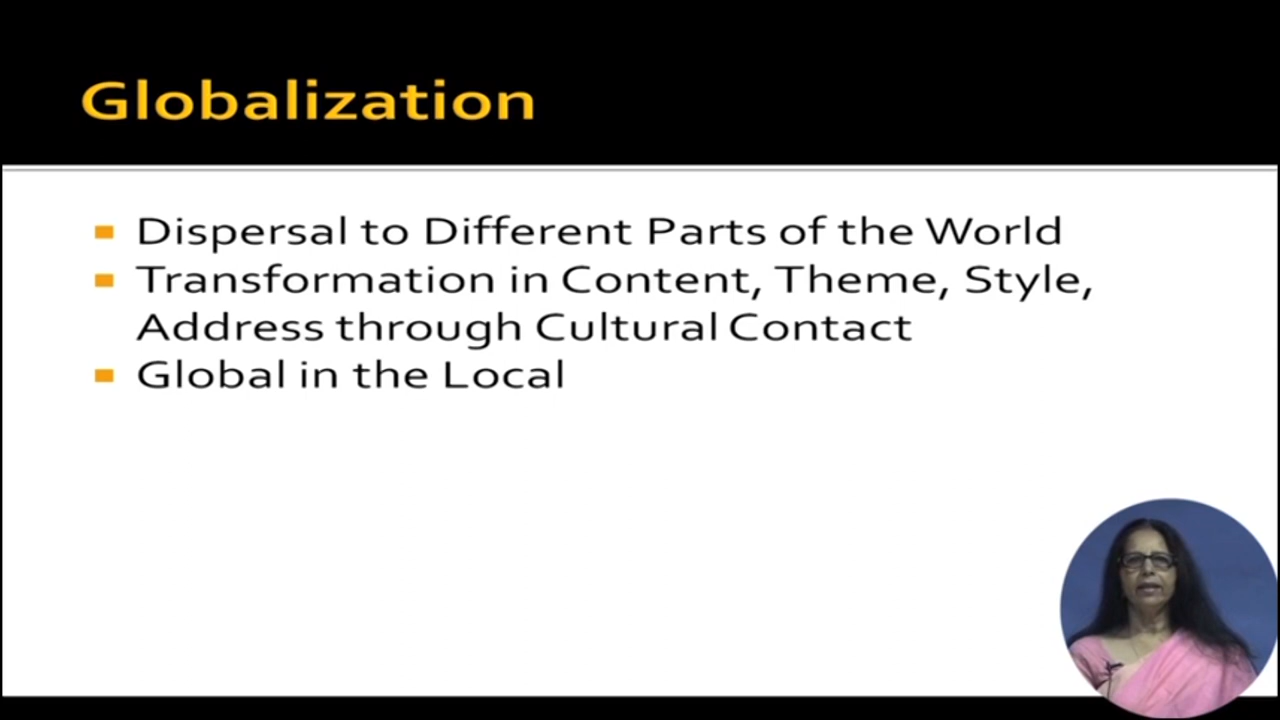 Globalization
Dispersal to Different Parts of the World
Transformation in Content, Theme, Style,
Address through Cultural Contact
Global in the Local